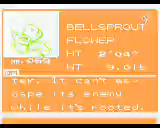 BELLSPROUT
FLOWER
HT 2'04"
№.069 WT 9.0lb
ter. It can't es-
cape its enemy
while it's rooted.